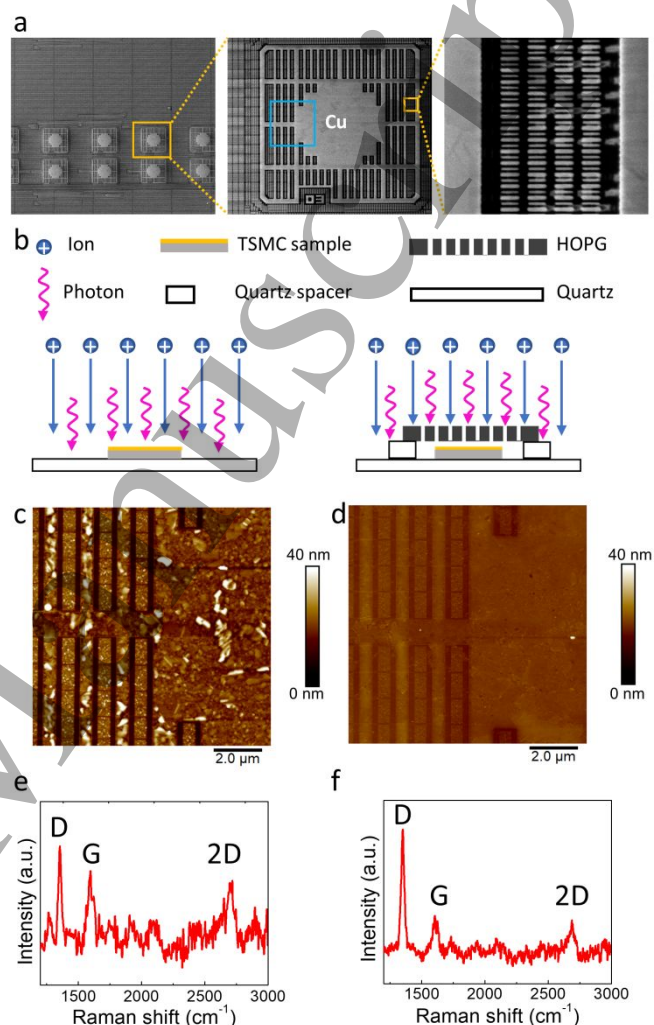 a
Cu
b
Ion
TSMC sample
HOPG
Photon
Quartz spacer
Quartz
c
d
40 nm
40 nm
0 nm
0 nm
2.0 μm
2.0 μm
e
f
D
G
2D
D
G
2D
Intensity (a.u.)
Intensity (a.u.)
1500 2000 2500 3000
1500 2000 2500 3000
Raman shift (cm-1)
Raman shift (cm-1)